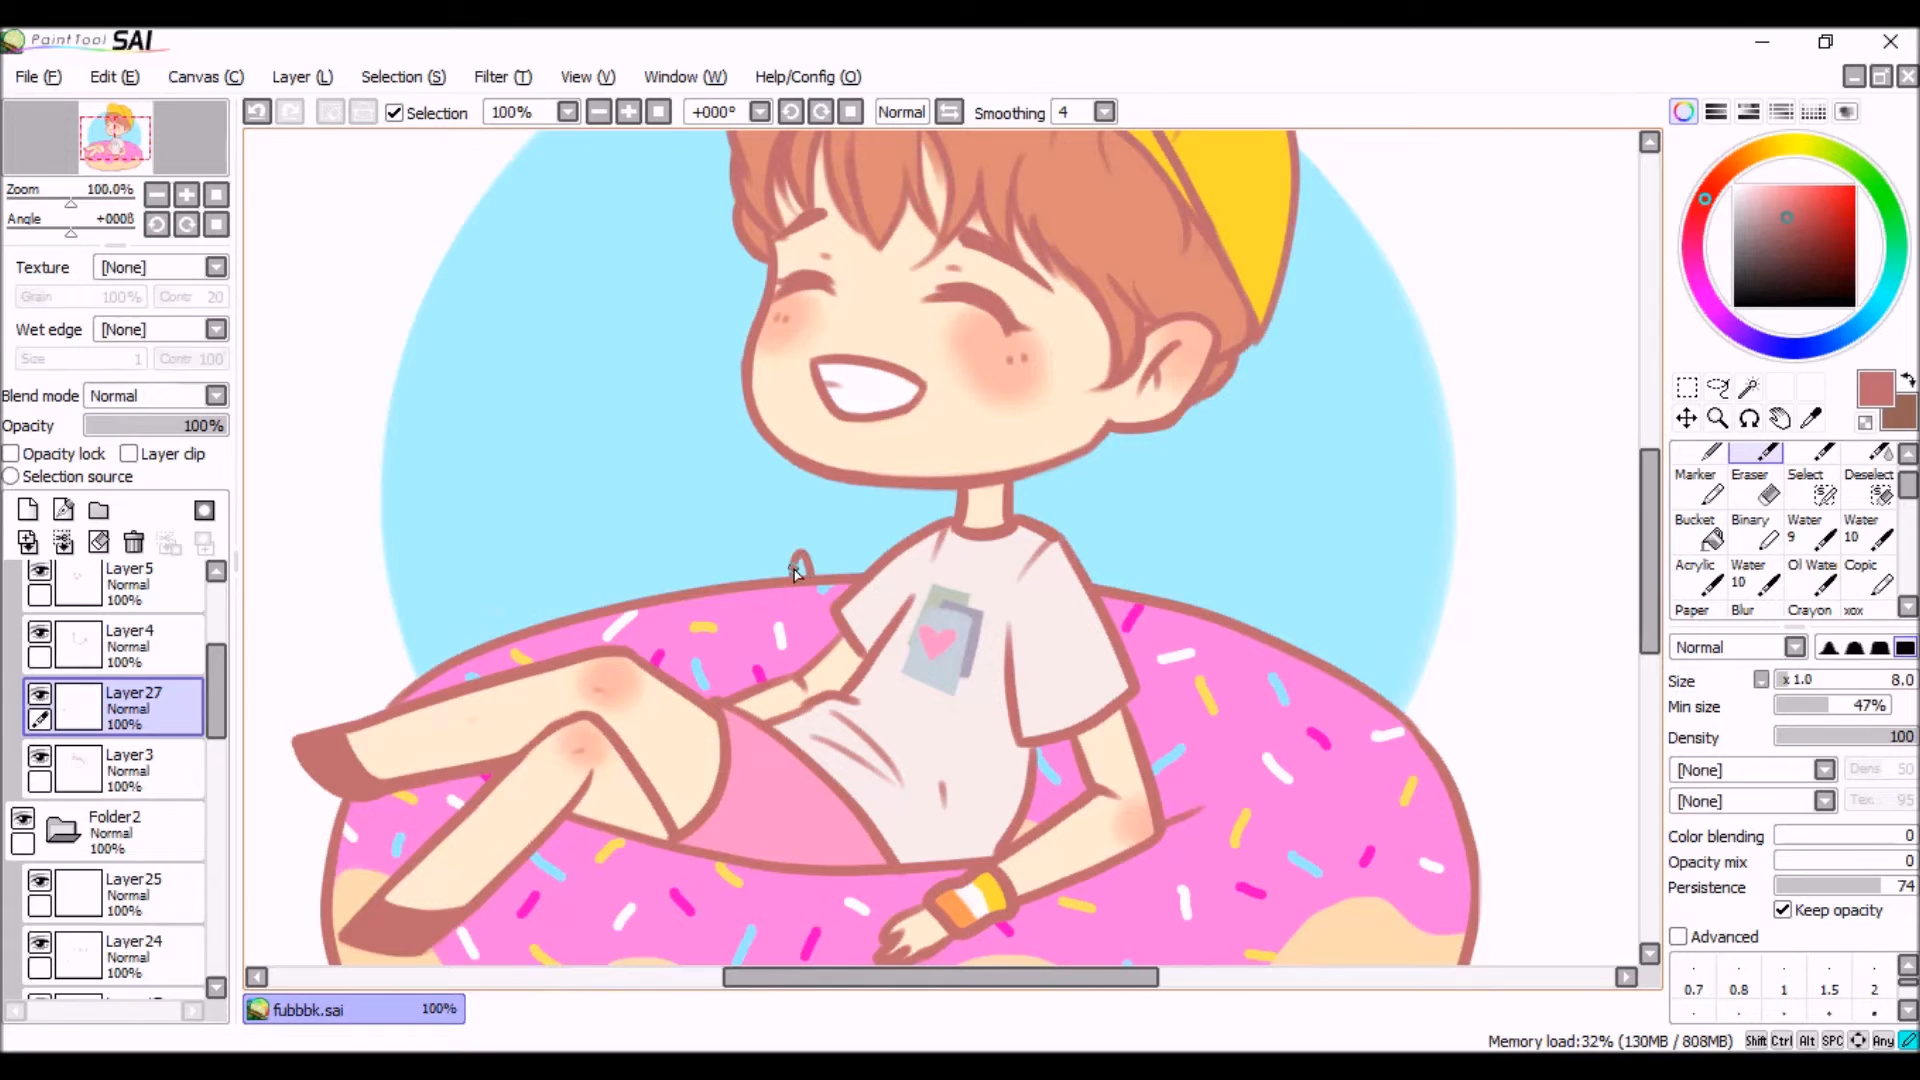 PaintTool SAI
File (F) Edit (E) Canvas (C) Layer (L) Selection (S) Filter (T) View (V) Window (W) Help/Config (O)
Selection 100% +000° Normal Smoothing 4
Zoom 100.0%
Angle +000ß
Texture [None]
Grain 100% Contr 20
Wet edge [None]
Size 1 Contr 100
Blend mode Normal
Opacity 100%
Opacity lock Layer clip
Selection source
Layer5
Normal
100%
Layer4
Normal
100%
Layer27
Normal
100%
Layer3
Normal
100%
Folder2
Normal
100%
Layer25
Normal
100%
Layer24
Normal
100%
fubbbk.sai 100%
Marker Eraser Select Deselect
Bucket Binary Water 9 Water 10
Acrylic Water 10 Ol Wate Copic
Paper Blur Crayon xox
Normal
Size x 1.0 8.0
Min size 47%
Density 100
[None] Dens 50
[None] Tex. 95
Color blending 0
Opacity mix 0
Persistence 74
Keep opacity
Advanced
0.7 0.8 1 1.5 2
Memory load:32% (130MB / 808MB) Shift Ctrl Alt SPC Any